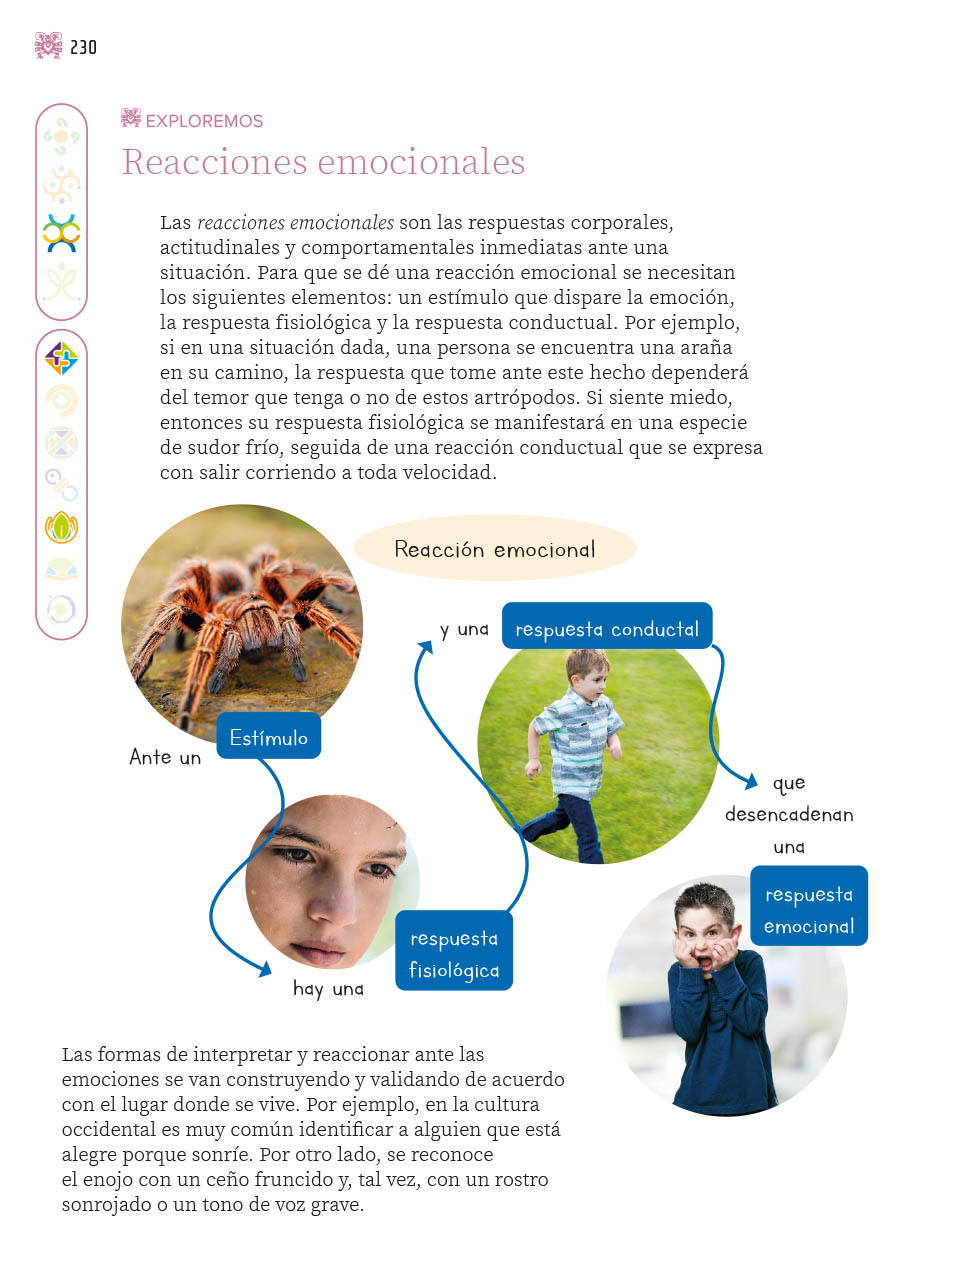 230
EXPLOREMOS
Reacciones emocionales
Las reacciones emocionales son las respuestas corporales,
actitudinales y comportamentales inmediatas ante una
situación. Para que se dé una reacción emocional se necesitan
los siguientes elementos: un estímulo que dispare la emoción,
la respuesta fisiológica y la respuesta conductual. Por ejemplo,
si en una situación dada, una persona se encuentra una araña
en su camino, la respuesta que tome ante este hecho dependerá
del temor que tenga o no de estos artrópodos. Si siente miedo,
entonces su respuesta fisiológica se manifestará en una especie
de sudor frío, seguida de una reacción conductual que se expresa
con salir corriendo a toda velocidad.
Reacción emocional
Ante un
Estímulo
hay una
respuesta
fisiológica
y una
respuesta conductal
que
desencadenan
una
respuesta
emocional
Las formas de interpretar y reaccionar ante las
emociones se van construyendo y validando de acuerdo
con el lugar donde se vive. Por ejemplo, en la cultura
occidental es muy común identificar a alguien que está
alegre porque sonríe. Por otro lado, se reconoce
el enojo con un ceño fruncido y, tal vez, con un rostro
sonrojado o un tono de voz grave.